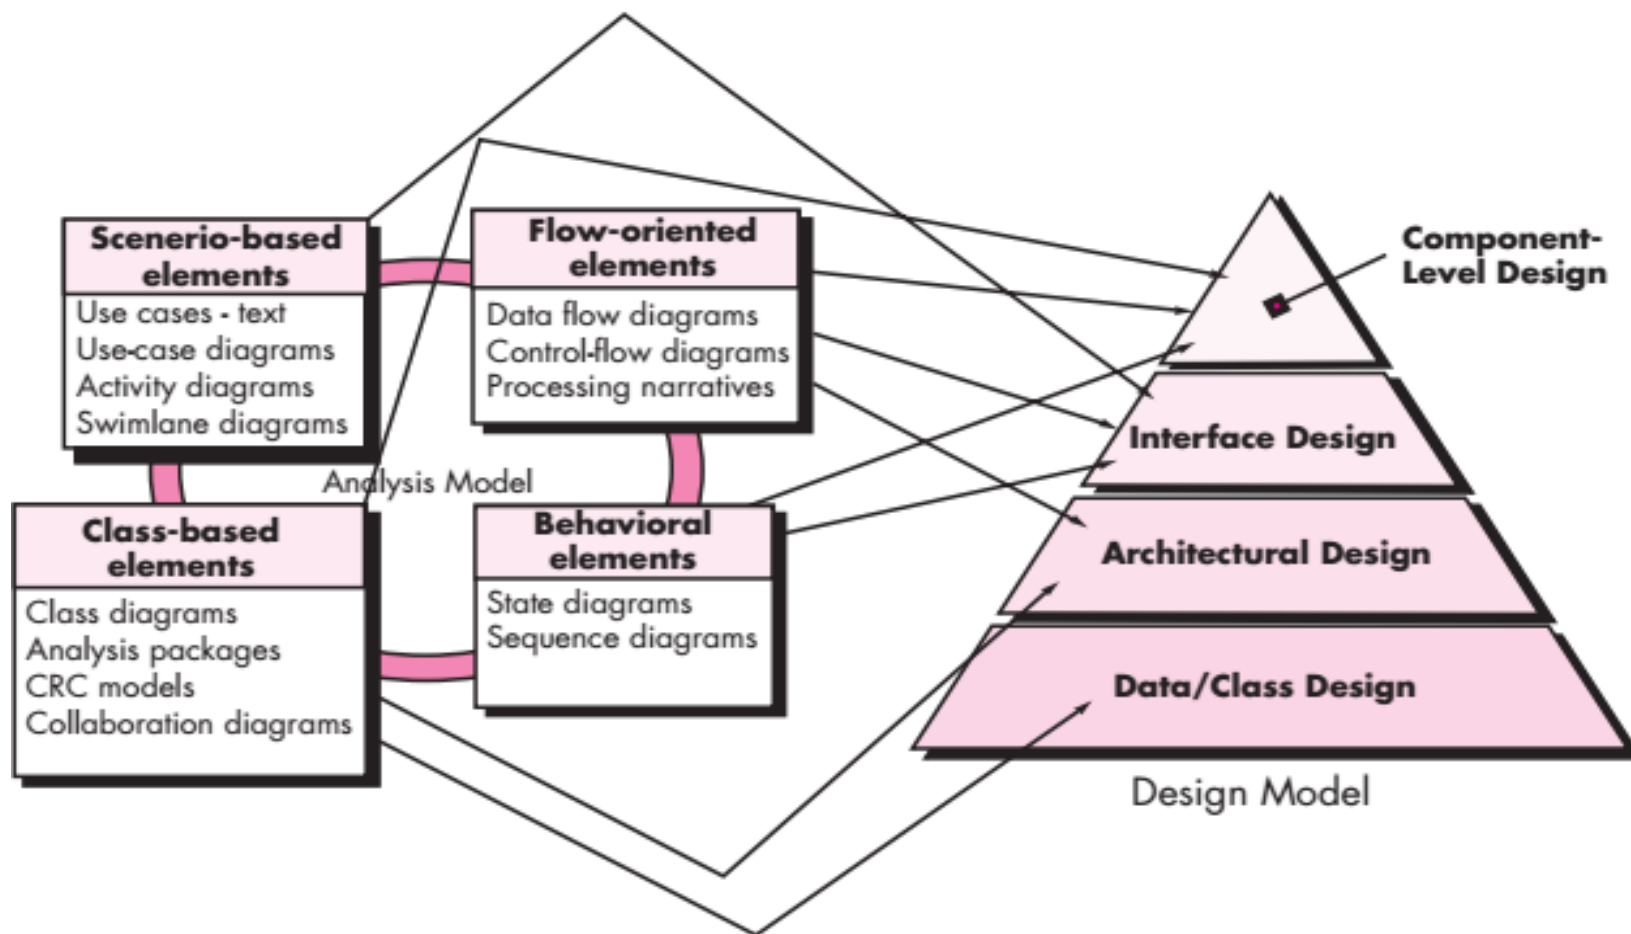 Scenerio-based
elements
Use cases - text
Use-case diagrams
Activity diagrams
Swimlane diagrams
Flow-oriented
elements
Data flow diagrams
Control-flow diagrams
Processing narratives
Analysis Model
Class-based
elements
Class diagrams
Analysis packages
CRC models
Collaboration diagrams
Behavioral
elements
State diagrams
Sequence diagrams
Component-
Level Design
Interface Design
Architectural Design
Data/Class Design
Design Model